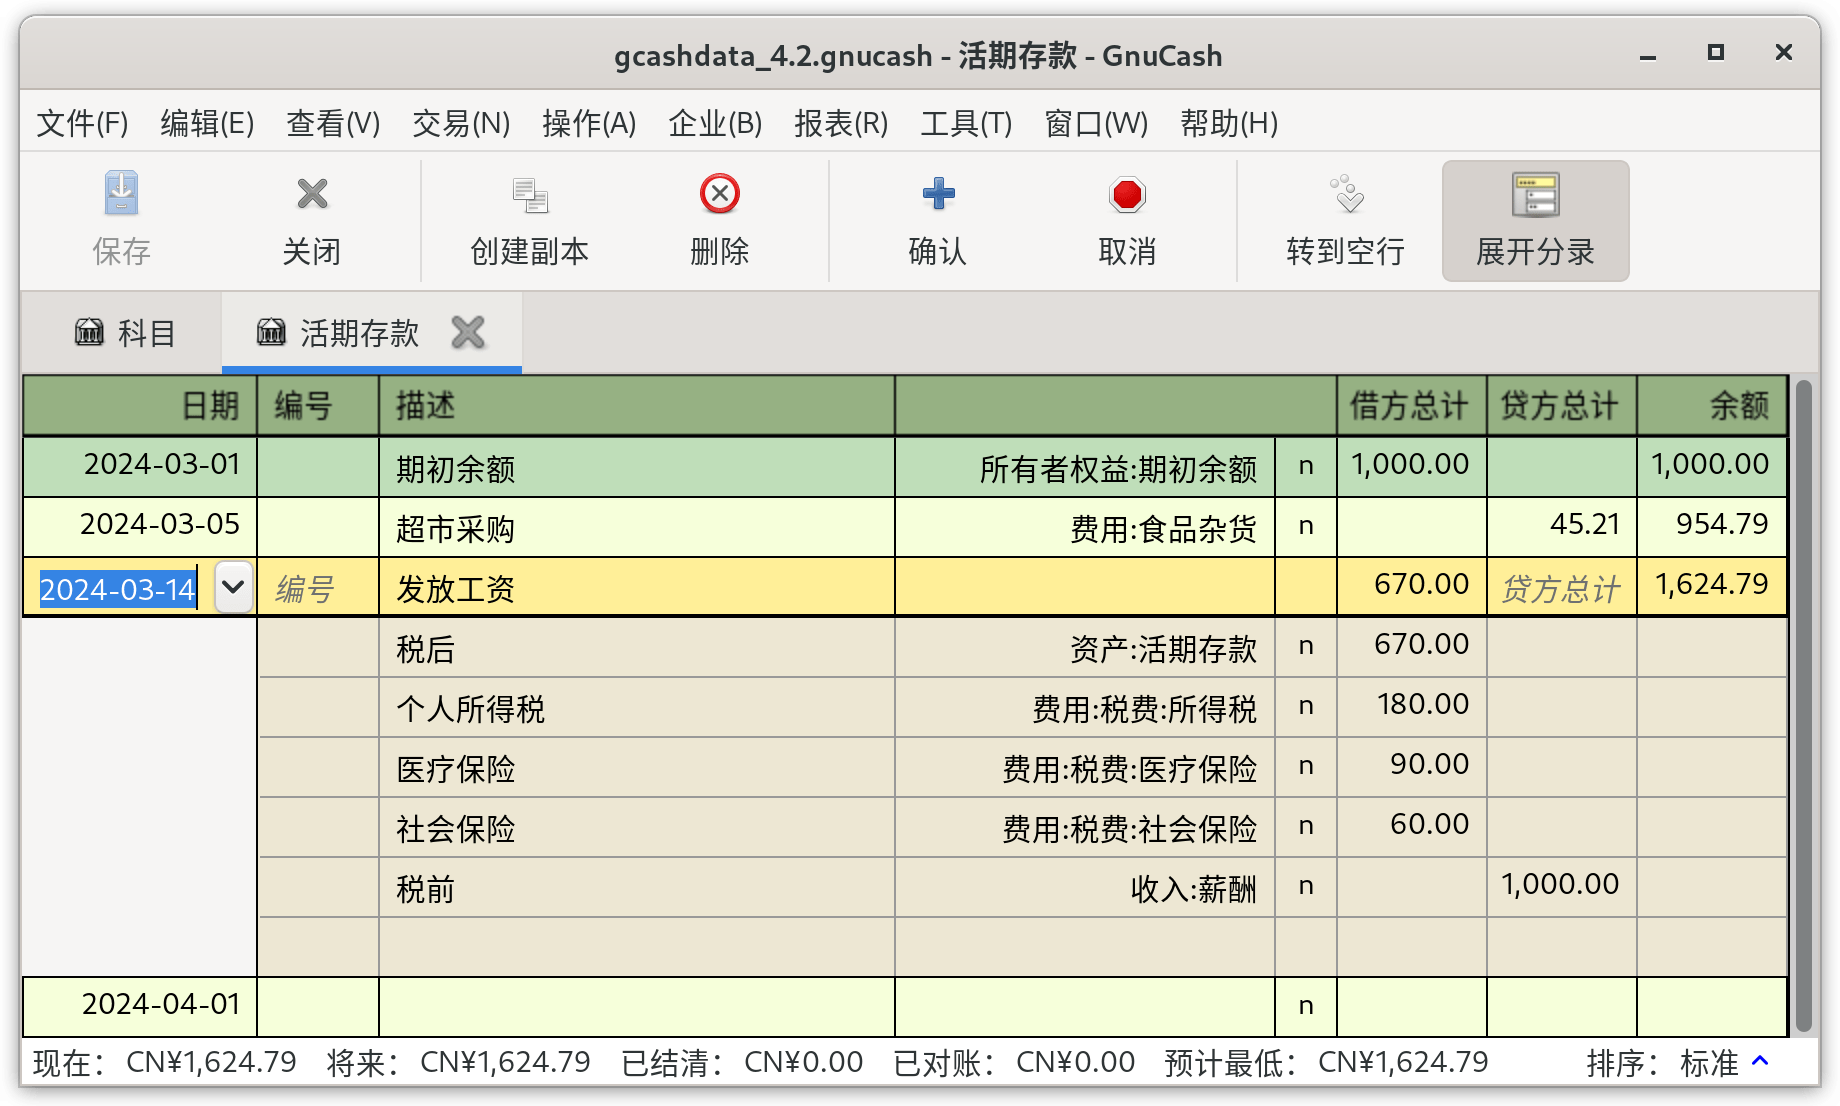 gcashdata_4.2.gnucash - 活期存款 - GnuCash
文件(F) 编辑(E) 查看(V) 交易(N) 操作(A) 企业(B) 报表(R) 工具(T) 窗口(W) 帮助(H)
保存 关闭 创建副本 删除 确认 取消 转到空行 展开分录
科目 活期存款
日期 编号 描述 借方总计 贷方总计 余额
2024-03-01 期初余额 所有者权益:期初余额 n 1,000.00 1,000.00
2024-03-05 超市采购 费用:食品杂货 n 45.21 954.79
2024-03-14 编号 发放工资 670.00 贷方总计 1,624.79
税后 资产:活期存款 n 670.00
个人所得税 费用:税费:所得税 n 180.00
医疗保险 费用:税费:医疗保险 n 90.00
社会保险 费用:税费:社会保险 n 60.00
税前 收入:薪酬 n 1,000.00
2024-04-01 n
现在： CN¥1,624.79 将来： CN¥1,624.79 已结清： CN¥0.00 已对账： CN¥0.00 预计最低： CN¥1,624.79 排序： 标准